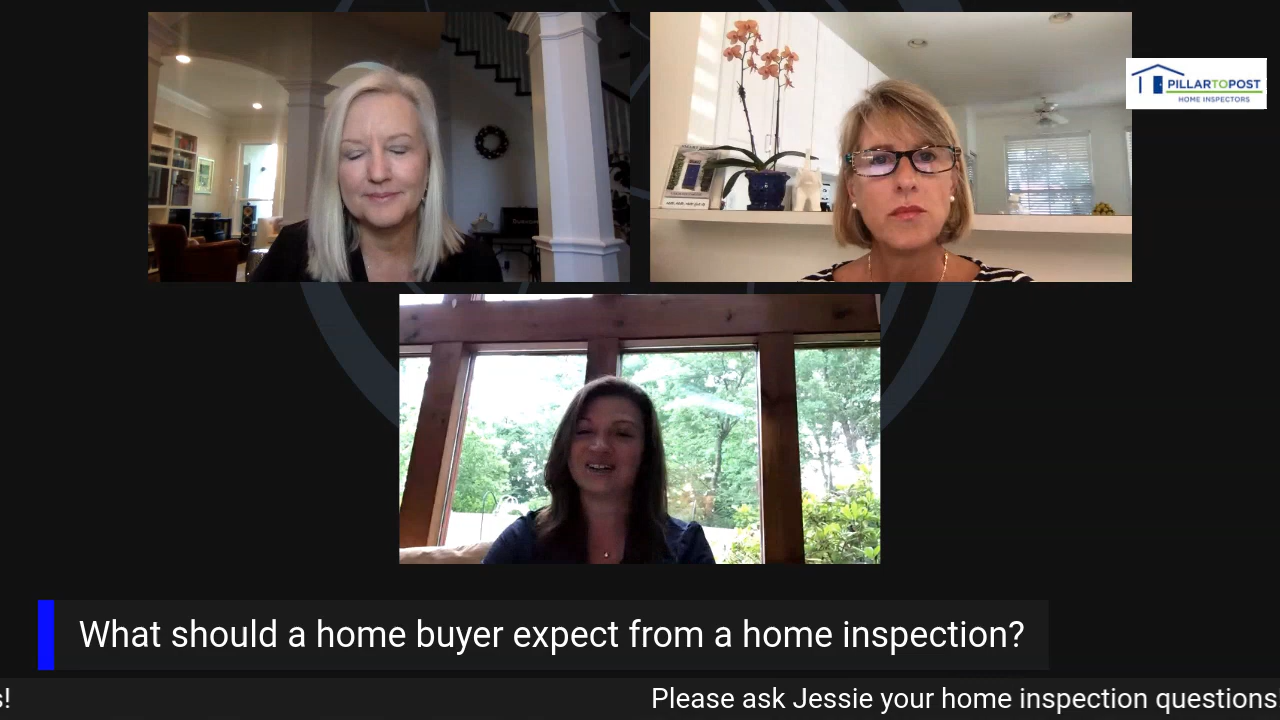 PILLARTOPOST
HOME INSPECTORS
What should a home buyer expect from a home inspection?
s!
Please ask Jessie your home inspection questions